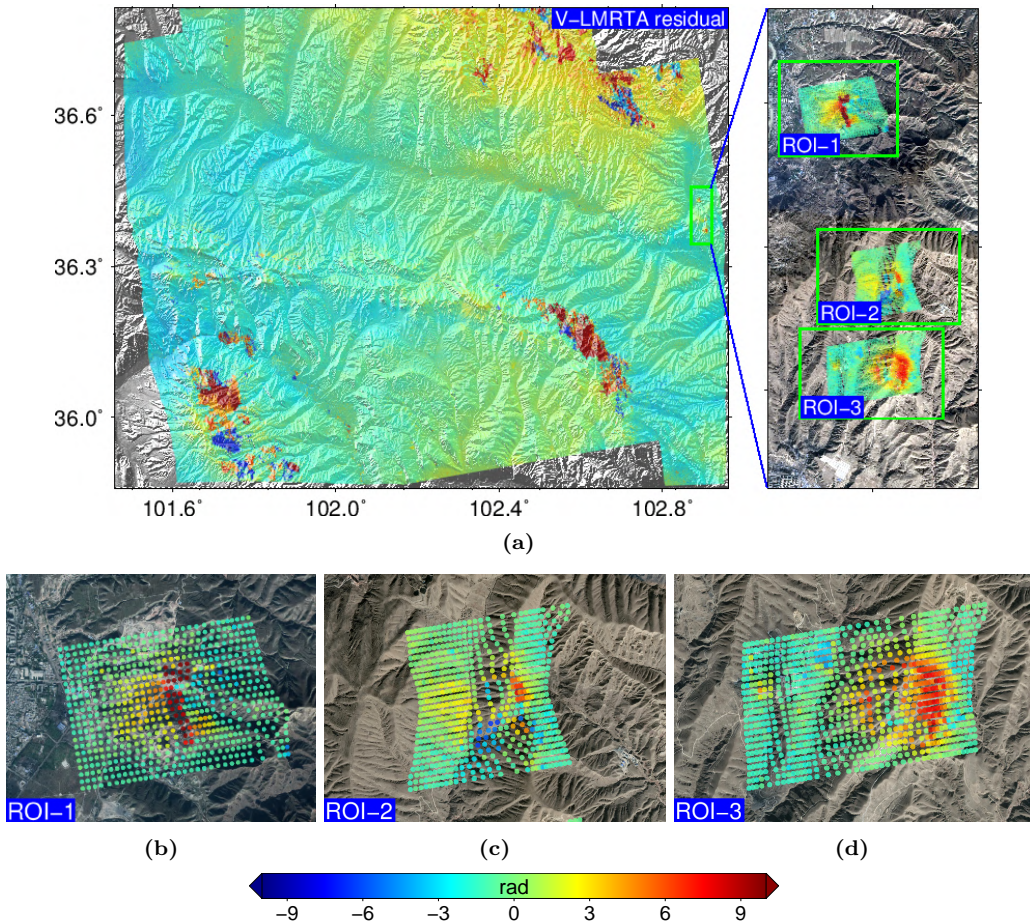 V-LMRTA residual
36.6°
36.3°
36.0°
101.6° 102.0° 102.4° 102.8°
ROI-1
ROI-2
ROI-3
(a)
ROI-1
ROI-2
ROI-3
(b) (c) (d)
rad
-9 -6 -3 0 3 6 9